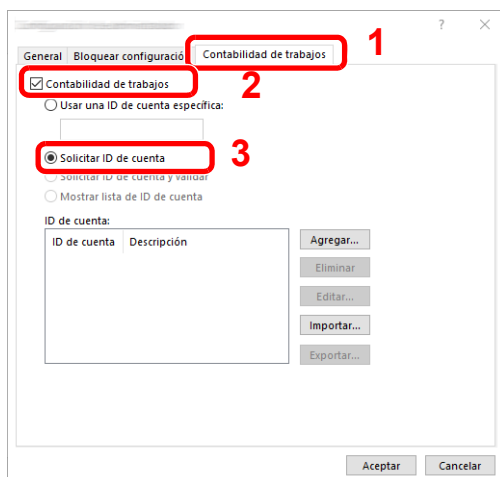 ? ×
1
General Bloquear configuració Contabilidad de trabajos
Contabilidad de trabajos
2
Usar una ID de cuenta específica:
Solicitar ID de cuenta
3
Solicitar ID de cuenta y validar
Mostrar lista de ID de cuenta
ID de cuenta:
ID de cuenta Descripción
Agregar...
Eliminar
Editar...
Importar...
Exportar...
Aceptar Cancelar